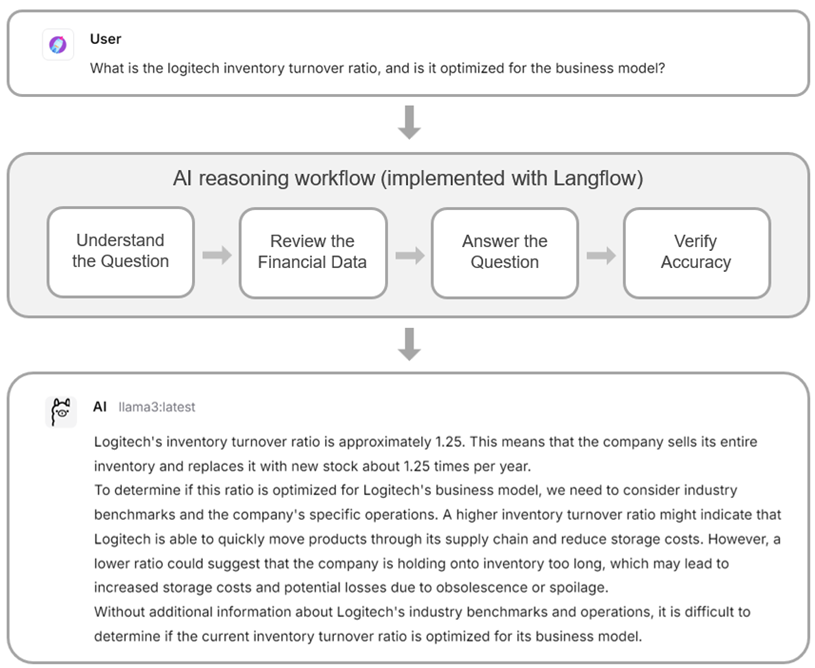 User
What is the logitech inventory turnover ratio, and is it optimized for the business model?
AI reasoning workflow (implemented with Langflow)
Understand
the Question
Review the
Financial Data
Answer the
Question
Verify
Accuracy
AI llama3:latest
Logitech's inventory turnover ratio is approximately 1.25. This means that the company sells its entire
inventory and replaces it with new stock about 1.25 times per year.
To determine if this ratio is optimized for Logitech's business model, we need to consider industry
benchmarks and the company's specific operations. A higher inventory turnover ratio might indicate that
Logitech is able to quickly move products through its supply chain and reduce storage costs. However, a
lower ratio could suggest that the company is holding onto inventory too long, which may lead to
increased storage costs and potential losses due to obsolescence or spoilage.
Without additional information about Logitech's industry benchmarks and operations, it is difficult to
determine if the current inventory turnover ratio is optimized for its business model.